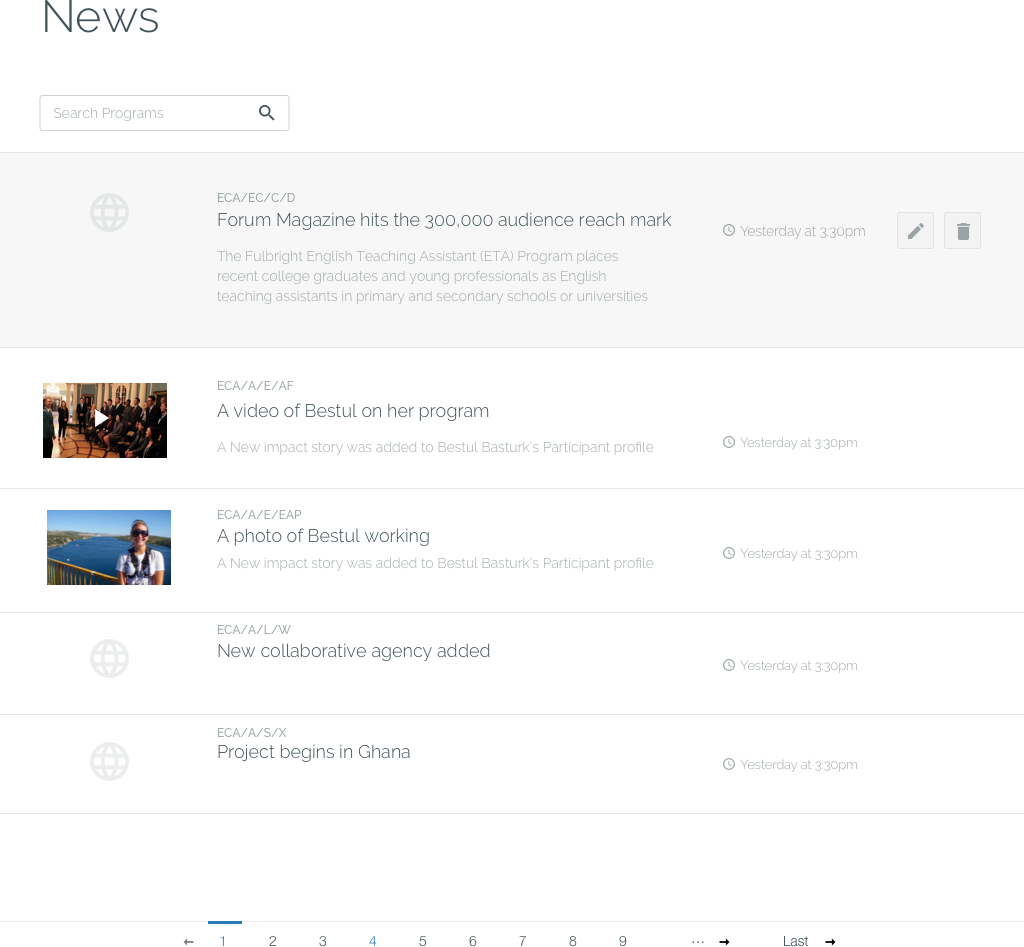 News
Search Programs
ECA/EC/C/D
Forum Magazine hits the 300,000 audience reach mark
Yesterday at 3:30pm
The Fulbright English Teaching Assistant (ETA) Program places
recent college graduates and young professionals as English
teaching assistants in primary and secondary schools or universities
ECA/A/E/AF
A video of Bestul on her program
Yesterday at 3:30pm
A New impact story was added to Bestul Basturk's Participant profile
ECA/A/E/EAP
A photo of Bestul working
Yesterday at 3:30pm
A New impact story was added to Bestul Basturk's Participant profile
ECA/A/L/W
New collaborative agency added
Yesterday at 3:30pm
ECA/A/S/X
Project begins in Ghana
Yesterday at 3:30pm
← 1 2 3 4 5 6 7 8 9 ... → Last →